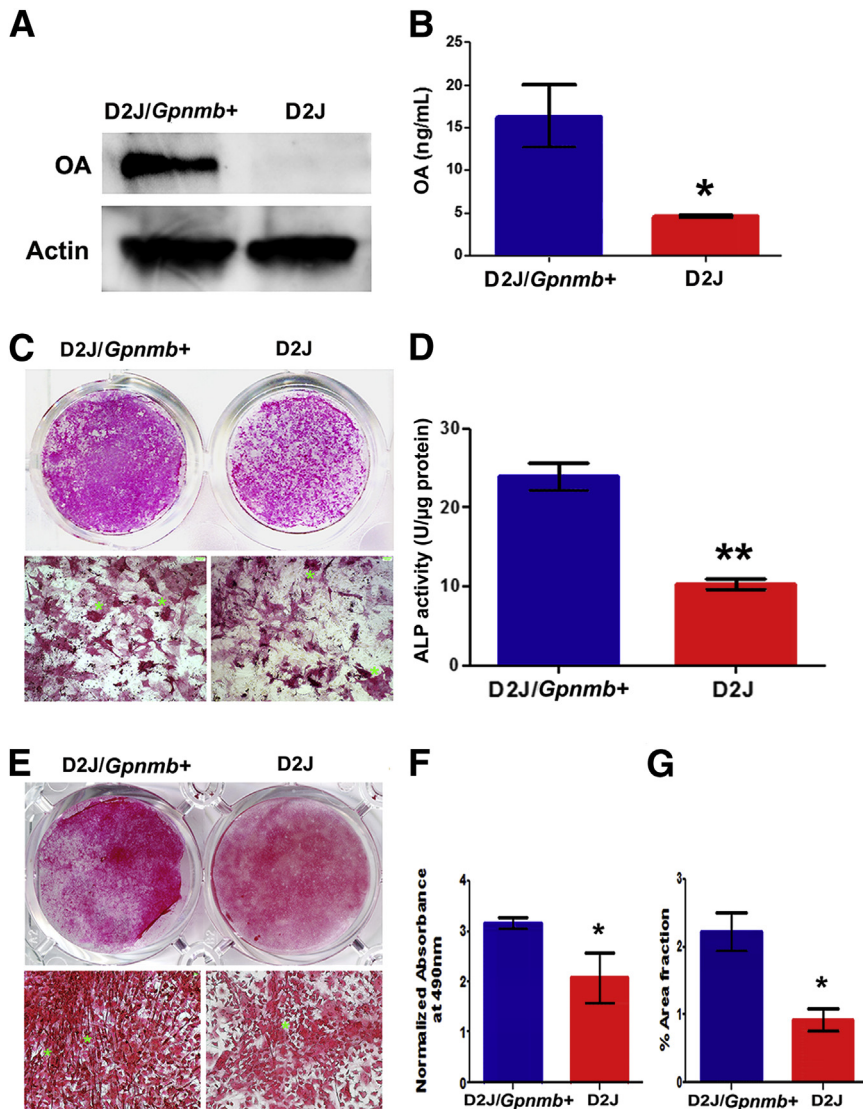 A
D2J/Gpnmb+ D2J
OA
Actin
B
OA (ng/mL)
25
20
15
10
5
0
*
D2J/Gpnmb+ D2J
C
D2J/Gpnmb+ D2J
* * * *
D
ALP activity (U/µg protein)
30
20
10
0
**
D2J/Gpnmb+ D2J
E
D2J/Gpnmb+ D2J
* * *
F
Normalized Absorbance
at 490nm
4
3
2
1
0
*
D2J/Gpnmb+ D2J
G
% Area fraction
3
2
1
0
*
D2J/Gpnmb+ D2J